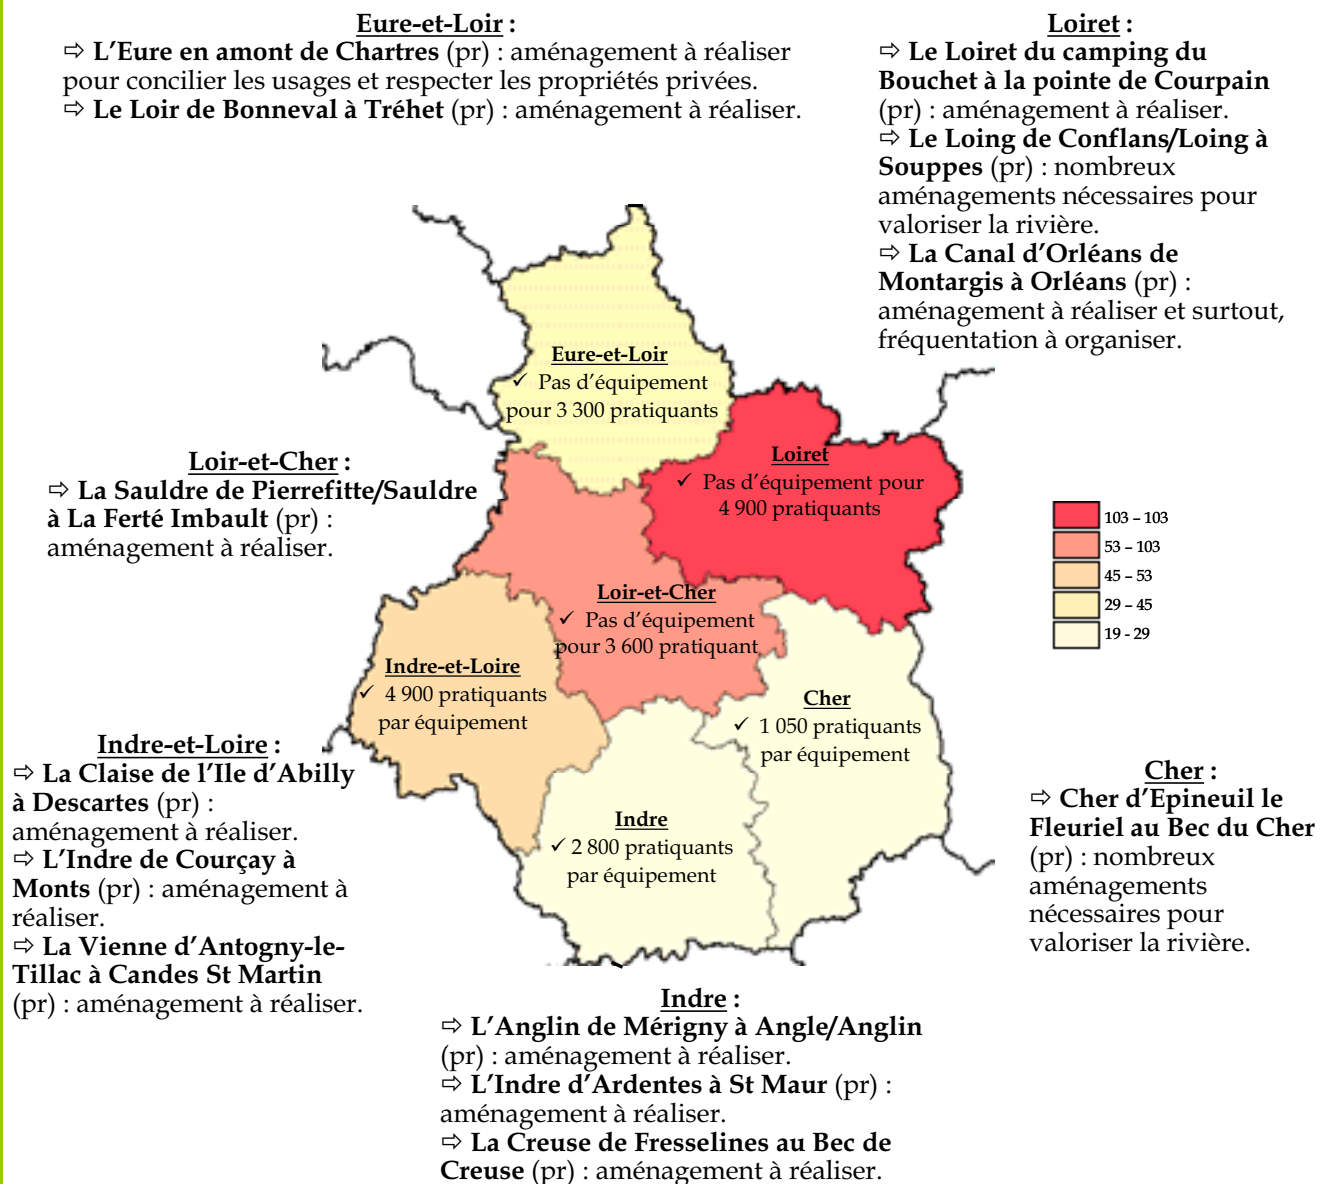 Eure-et-Loir :
⇨ L'Eure en amont de Chartres (pr) : aménagement à réaliser
pour concilier les usages et respecter les propriétés privées.
⇨ Le Loir de Bonneval à Tréhet (pr) : aménagement à réaliser.
Loiret :
⇨ Le Loiret du camping du
Bouchet à la pointe de Courpain
(pr) : aménagement à réaliser.
⇨ Le Loing de Conflans/Loing à
Souppes (pr) : nombreux
aménagements nécessaires pour
valoriser la rivière.
⇨ La Canal d'Orléans de
Montargis à Orléans (pr) :
aménagement à réaliser et surtout,
fréquentation à organiser.
Eure-et-Loir
✓ Pas d'équipement
pour 3 300 pratiquants
Loiret
✓ Pas d'équipement pour
4 900 pratiquants
Loir-et-Cher :
⇨ La Sauldre de Pierrefitte/Sauldre
à La Ferté Imbault (pr) :
aménagement à réaliser.
103 – 103
53 – 103
45 – 53
29 – 45
19 - 29
Loir-et-Cher
✓ Pas d'équipement
pour 3 600 pratiquant
Indre-et-Loire
✓ 4 900 pratiquants
par équipement
Cher
✓ 1 050 pratiquants
par équipement
Indre
✓ 2 800 pratiquants
par équipement
Indre-et-Loire :
⇨ La Claise de l'Ile d'Abilly
à Descartes (pr) :
aménagement à réaliser.
⇨ L'Indre de Courçay à
Monts (pr) : aménagement à
réaliser.
⇨ La Vienne d'Antogny-le-
Tillac à Candes St Martin
(pr) : aménagement à réaliser.
Cher :
⇨ Cher d'Epineuil le
Fleuriel au Bec du Cher
(pr) : nombreux
aménagements
nécessaires pour
valoriser la rivière.
Indre :
⇨ L'Anglin de Mérigny à Angle/Anglin
(pr) : aménagement à réaliser.
⇨ L'Indre d'Ardentes à St Maur (pr) :
aménagement à réaliser.
⇨ La Creuse de Fresselines au Bec de
Creuse (pr) : aménagement à réaliser.